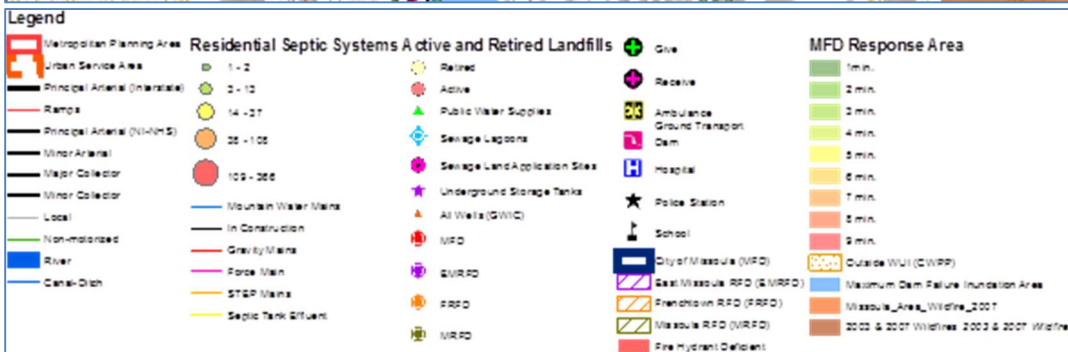 Legend
Metropolitan Planning Area
Urban Service Area
Principal Arterial (Interstate)
Ramps
Principal Arterial (NI-NHS)
Minor Arterial
Major Collector
Minor Collector
Local
Non-motorized
River
Canal-Ditch
Residential Septic Systems
1 - 2
3 - 13
14 - 37
38 - 108
109 - 366
Mountain Water Mains
In Construction
Gravity Mains
Force Main
STEP Mains
Septic Tank Effluent
Active and Retired Landfills
Retired
Active
Public Water Supplies
Sewage Lagoons
Sewage Land Application Sites
Underground Storage Tanks
All Wells (GWIC)
MFD
EMRFD
FRFD
MRFD
Give
Receive
Ambulance
Ground Transport
Dam
Hospital
Police Station
School
City of Missoula (MFD)
East Missoula RFD (EMRFD)
Frenchtown RFD (FRFD)
Missoula RFD (MRFD)
Fire Hydrant Deficient
MFD Response Area
1 min.
2 min.
3 min.
4 min.
5 min.
6 min.
7 min.
8 min.
9 min.
Outside WUI (CWPP)
Maximum Dam Failure Inundation Area
Missoula_Area_Wildfire_2007
2003 & 2007 Wildfires 2003 & 2007 Wildfire